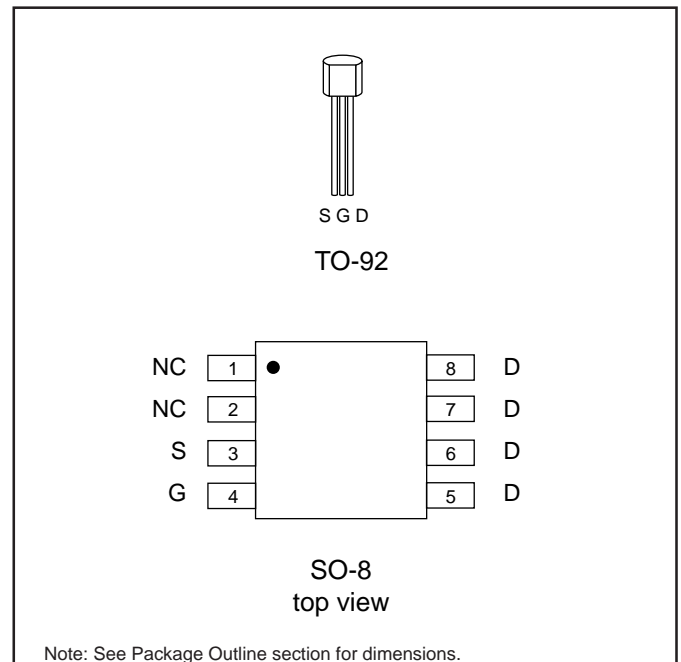 S G D
TO-92
NC 1 8 D
NC 2 7 D
S 3 6 D
G 4 5 D
SO-8
top view
Note: See Package Outline section for dimensions.